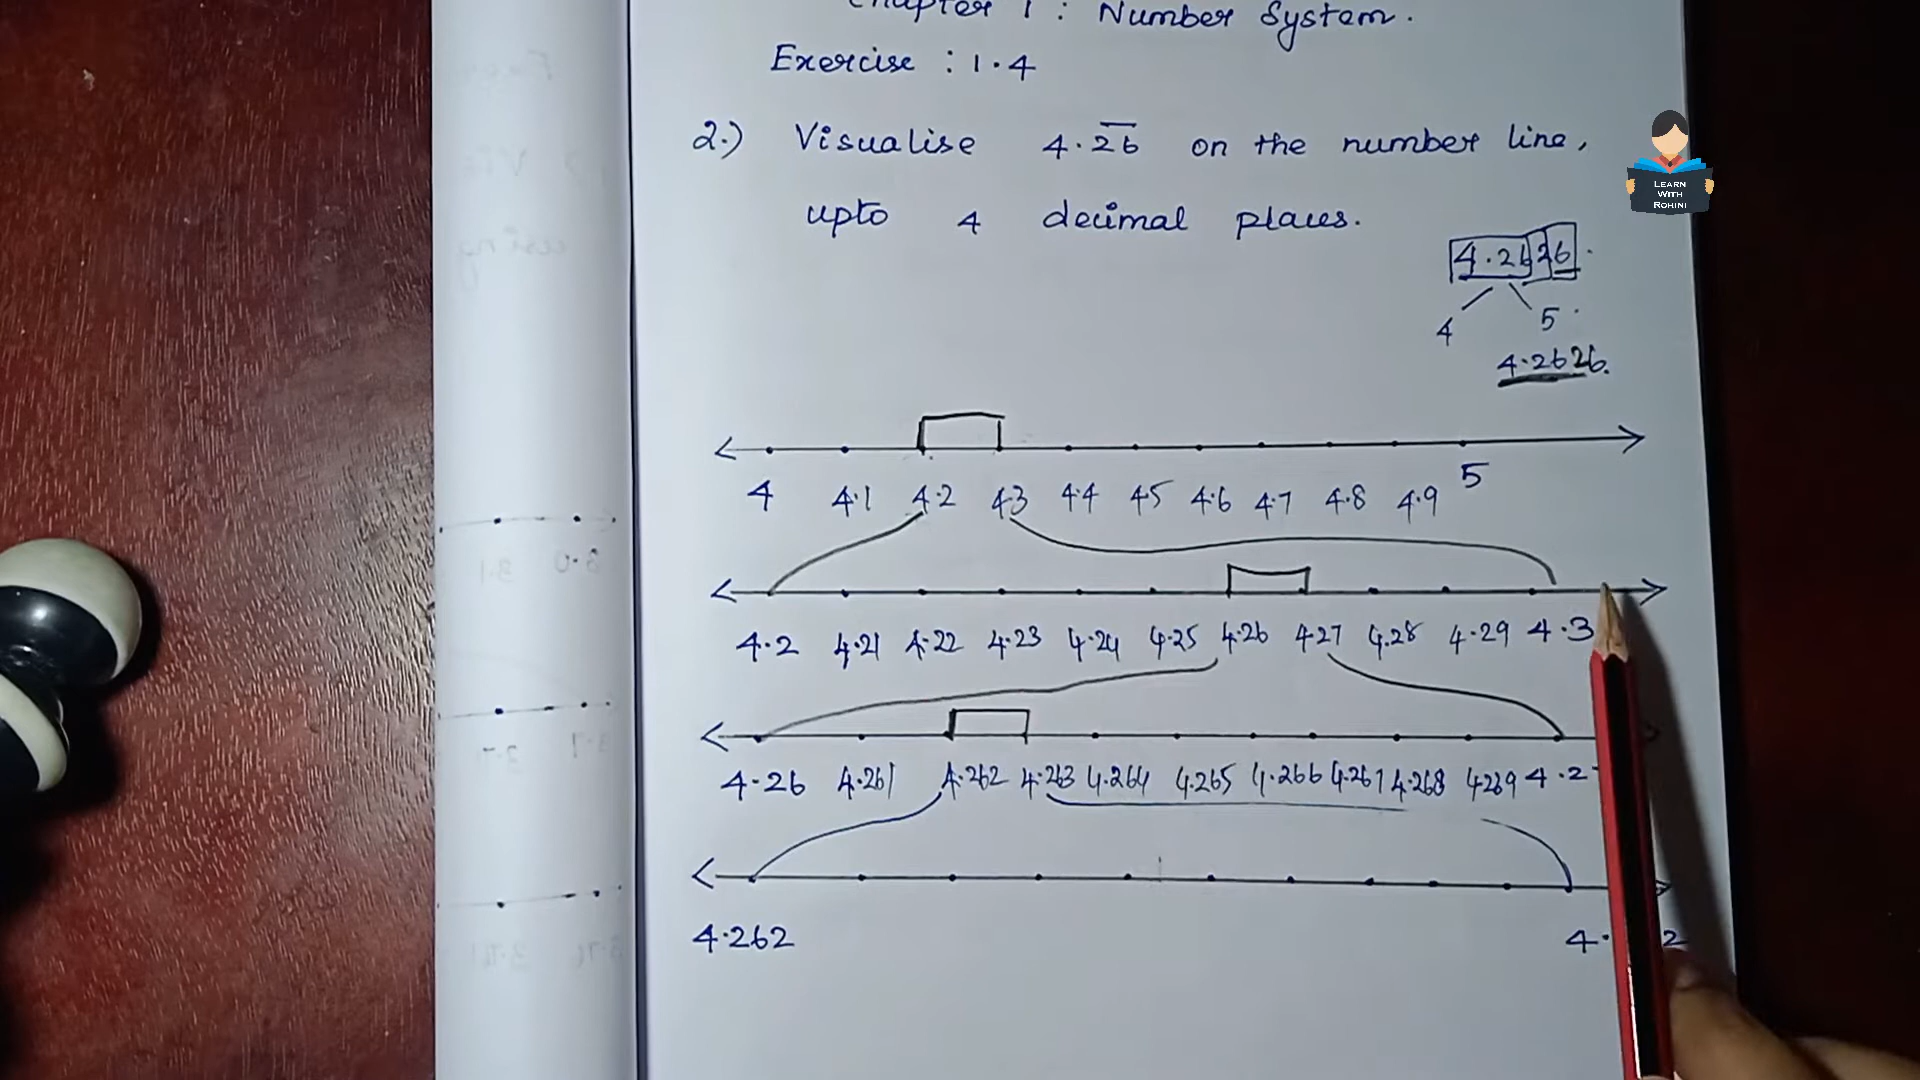 Chapter 1 : Number System.
Exercise : 1.4
2.) Visualise 4.2̅6̅ on the number line,
upto 4 decimal places.
LEARN
WITH
ROHINI
4.2626.
4 5.
4.2626.
4 4.1 4.2 4.3 4.4 4.5 4.6 4.7 4.8 4.9 5
4.2 4.21 4.22 4.23 4.24 4.25 4.26 4.27 4.28 4.29 4.3
4.26 4.261 4.262 4.263 4.264 4.265 4.266 4.267 4.268 4.269 4.2
4.262